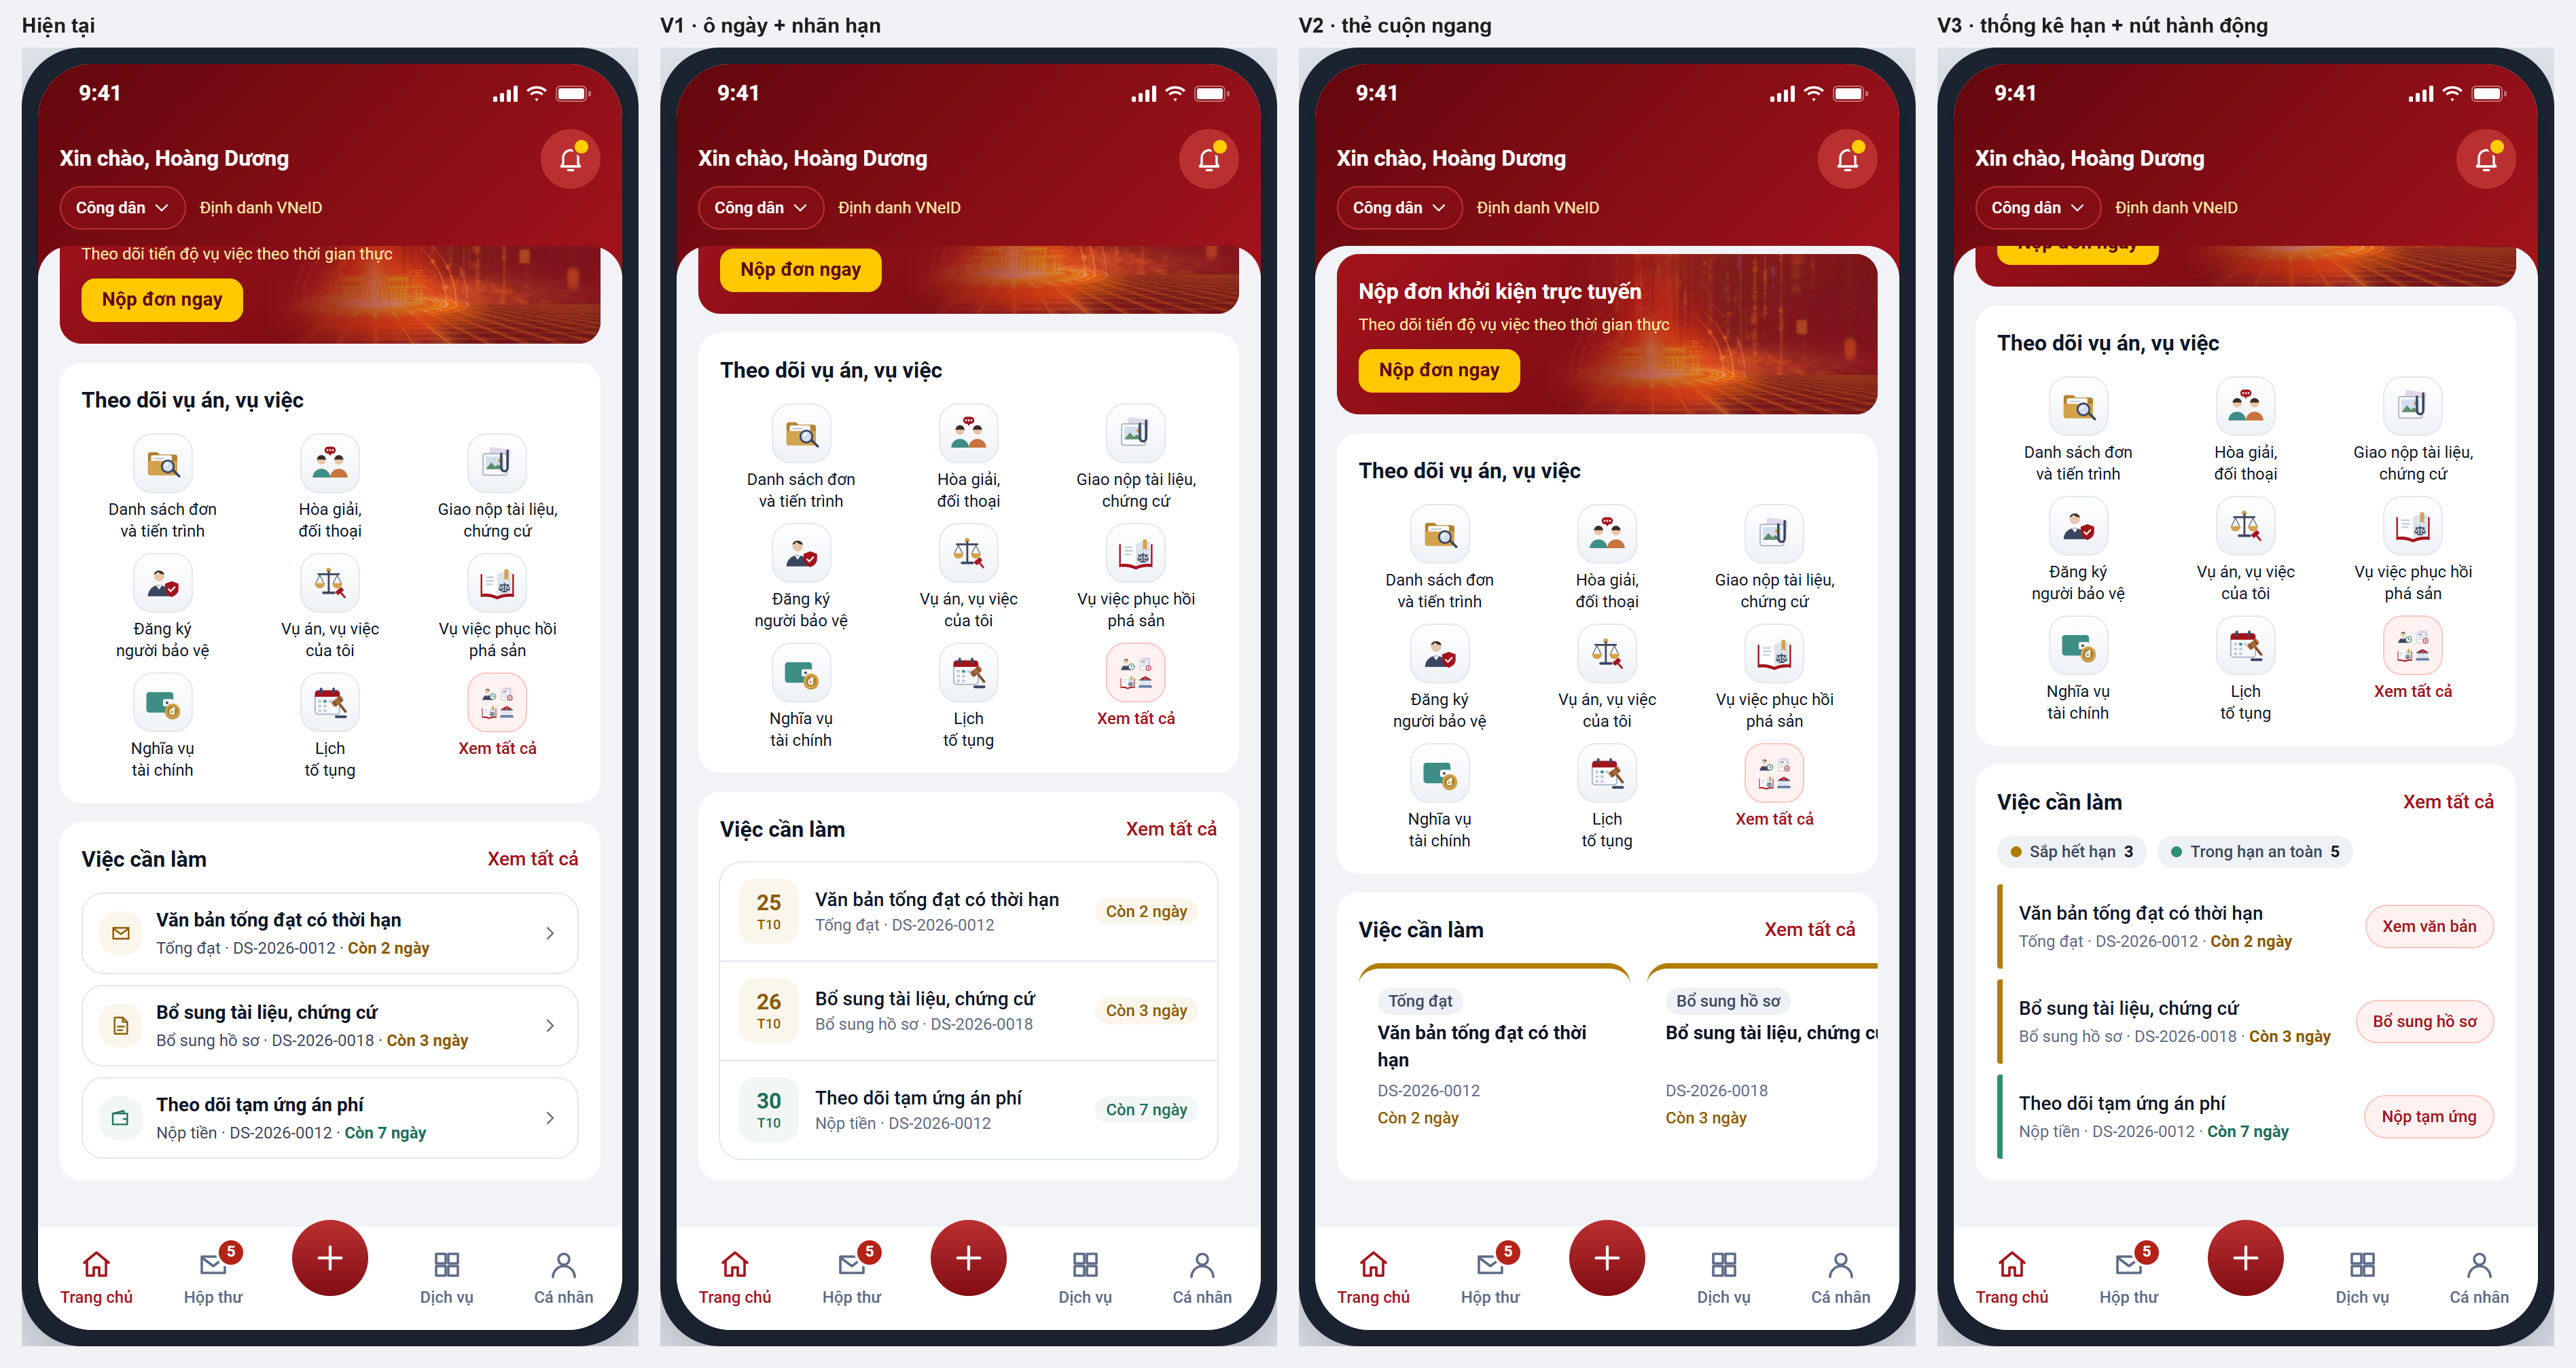 Hiện tại
9:41
Xin chào, Hoàng Dương
Công dân
Định danh VNeID
Theo dõi tiến độ vụ việc theo thời gian thực
Nộp đơn ngay
Theo dõi vụ án, vụ việc
Danh sách đơn
và tiến trình
Hòa giải,
đối thoại
Giao nộp tài liệu,
chứng cứ
Đăng ký
người bảo vệ
Vụ án, vụ việc
của tôi
Vụ việc phục hồi
phá sản
Nghĩa vụ
tài chính
Lịch
tố tụng
Xem tất cả
Việc cần làm
Xem tất cả
Văn bản tống đạt có thời hạn
Tống đạt · DS-2026-0012 · Còn 2 ngày
Bổ sung tài liệu, chứng cứ
Bổ sung hồ sơ · DS-2026-0018 · Còn 3 ngày
Theo dõi tạm ứng án phí
Nộp tiền · DS-2026-0012 · Còn 7 ngày
Trang chủ
5
Hộp thư
Dịch vụ
Cá nhân
V1 · ô ngày + nhãn hạn
9:41
Xin chào, Hoàng Dương
Công dân
Định danh VNeID
Nộp đơn ngay
Theo dõi vụ án, vụ việc
Danh sách đơn
và tiến trình
Hòa giải,
đối thoại
Giao nộp tài liệu,
chứng cứ
Đăng ký
người bảo vệ
Vụ án, vụ việc
của tôi
Vụ việc phục hồi
phá sản
Nghĩa vụ
tài chính
Lịch
tố tụng
Xem tất cả
Việc cần làm
Xem tất cả
25
T10
Văn bản tống đạt có thời hạn
Tống đạt · DS-2026-0012
Còn 2 ngày
26
T10
Bổ sung tài liệu, chứng cứ
Bổ sung hồ sơ · DS-2026-0018
Còn 3 ngày
30
T10
Theo dõi tạm ứng án phí
Nộp tiền · DS-2026-0012
Còn 7 ngày
Trang chủ
5
Hộp thư
Dịch vụ
Cá nhân
V2 · thẻ cuộn ngang
9:41
Xin chào, Hoàng Dương
Công dân
Định danh VNeID
Nộp đơn khởi kiện trực tuyến
Theo dõi tiến độ vụ việc theo thời gian thực
Nộp đơn ngay
Theo dõi vụ án, vụ việc
Danh sách đơn
và tiến trình
Hòa giải,
đối thoại
Giao nộp tài liệu,
chứng cứ
Đăng ký
người bảo vệ
Vụ án, vụ việc
của tôi
Vụ việc phục hồi
phá sản
Nghĩa vụ
tài chính
Lịch
tố tụng
Xem tất cả
Việc cần làm
Xem tất cả
Tống đạt
Văn bản tống đạt có thời
hạn
DS-2026-0012
Còn 2 ngày
Bổ sung hồ sơ
Bổ sung tài liệu, chứng
DS-2026-0018
Còn 3 ngày
Trang chủ
5
Hộp thư
Dịch vụ
Cá nhân
V3 · thống kê hạn + nút hành động
9:41
Xin chào, Hoàng Dương
Công dân
Định danh VNeID
Theo dõi vụ án, vụ việc
Danh sách đơn
và tiến trình
Hòa giải,
đối thoại
Giao nộp tài liệu,
chứng cứ
Đăng ký
người bảo vệ
Vụ án, vụ việc
của tôi
Vụ việc phục hồi
phá sản
Nghĩa vụ
tài chính
Lịch
tố tụng
Xem tất cả
Việc cần làm
Xem tất cả
Sắp hết hạn 3
Trong hạn an toàn 5
Văn bản tống đạt có thời hạn
Tống đạt · DS-2026-0012 · Còn 2 ngày
Xem văn bản
Bổ sung tài liệu, chứng cứ
Bổ sung hồ sơ · DS-2026-0018 · Còn 3 ngày
Bổ sung hồ sơ
Theo dõi tạm ứng án phí
Nộp tiền · DS-2026-0012 · Còn 7 ngày
Nộp tạm ứng
Trang chủ
5
Hộp thư
Dịch vụ
Cá nhân